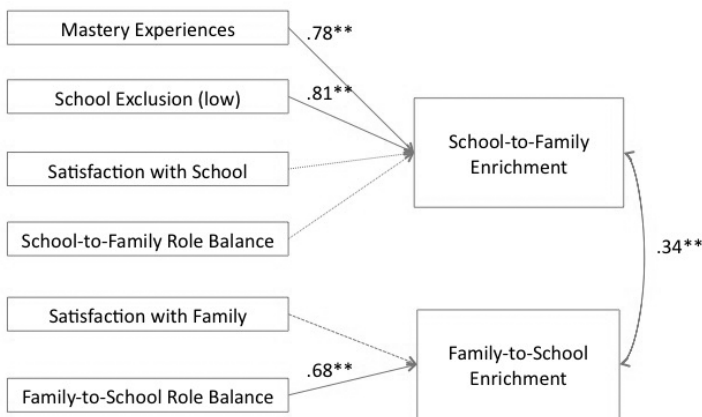 Mastery Experiences
.78**
School Exclusion (low)
.81**
School-to-Family
Enrichment
Satisfaction with School
School-to-Family Role Balance
.34**
Satisfaction with Family
Family-to-School
Enrichment
.68**
Family-to-School Role Balance